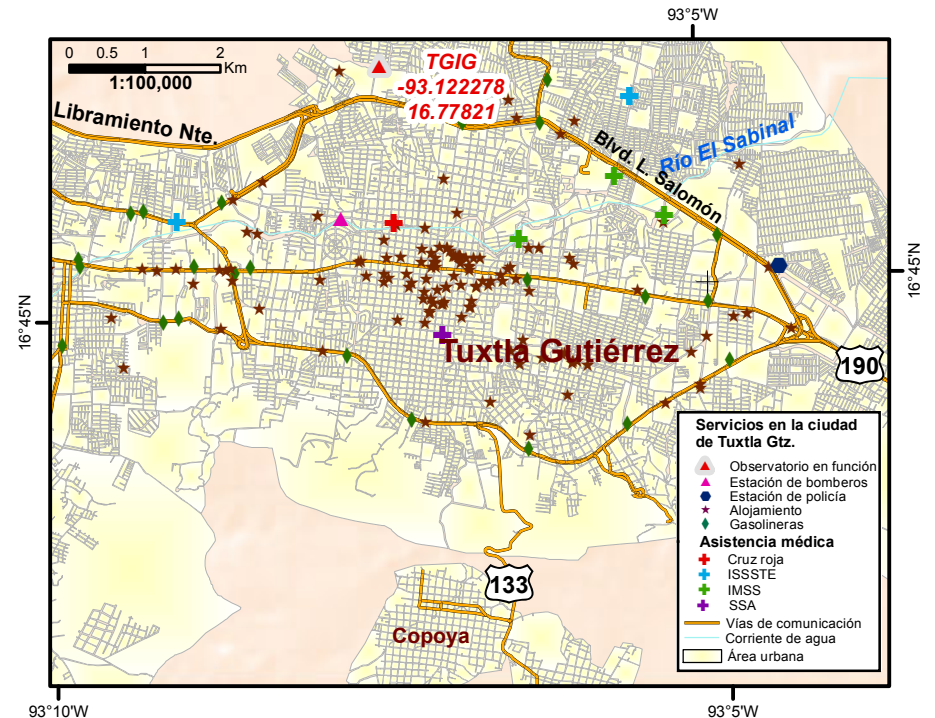 93°5'W
0 0.5 1 2
Km
1:100,000
TGIG
-93.122278
16.77821
Libramiento Nte.
Blvd. L. Salomón
Río El Sabinal
16°45'N
16°45'N
Tuxtla Gutiérrez
190
133
Copoya
Servicios en la ciudad
de Tuxtla Gtz.
Observatorio en función
Estación de bomberos
Estación de policía
Alojamiento
Gasolineras
Asistencia médica
Cruz roja
ISSSTE
IMSS
SSA
Vías de comunicación
Corriente de agua
Área urbana
93°10'W
93°5'W